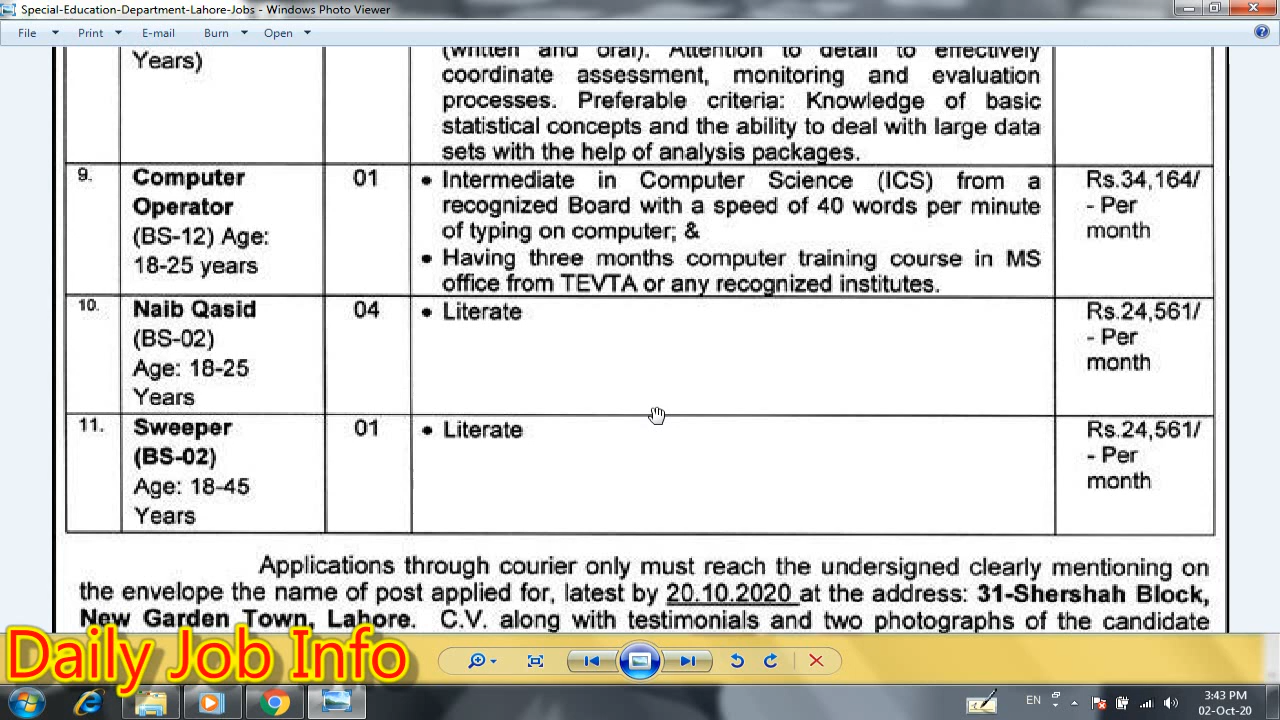 Special-Education-Department-Lahore-Jobs - Windows Photo Viewer
File Print E-mail Burn Open
Years)
(written and oral). Attention to detail to effectively
coordinate assessment, monitoring and evaluation
processes. Preferable criteria: Knowledge of basic
statistical concepts and the ability to deal with large data
sets with the help of analysis packages.
9.
Computer
Operator
(BS-12) Age:
18-25 years
01
• Intermediate in Computer Science (ICS) from a
recognized Board with a speed of 40 words per minute
of typing on computer; &
• Having three months computer training course in MS
office from TEVTA or any recognized institutes.
Rs.34,164/
- Per
month
10.
Naib Qasid
(BS-02)
Age: 18-25
Years
04
• Literate
Rs.24,561/
- Per
month
11.
Sweeper
(BS-02)
Age: 18-45
Years
01
• Literate
Rs.24,561/
- Per
month
Applications through courier only must reach the undersigned clearly mentioning on
the envelope the name of post applied for, latest by 20.10.2020 at the address: 31-Shershah Block,
New Garden Town, Lahore. C.V. along with testimonials and two photographs of the candidate
Daily Job Info
EN
3:43 PM
02-Oct-20